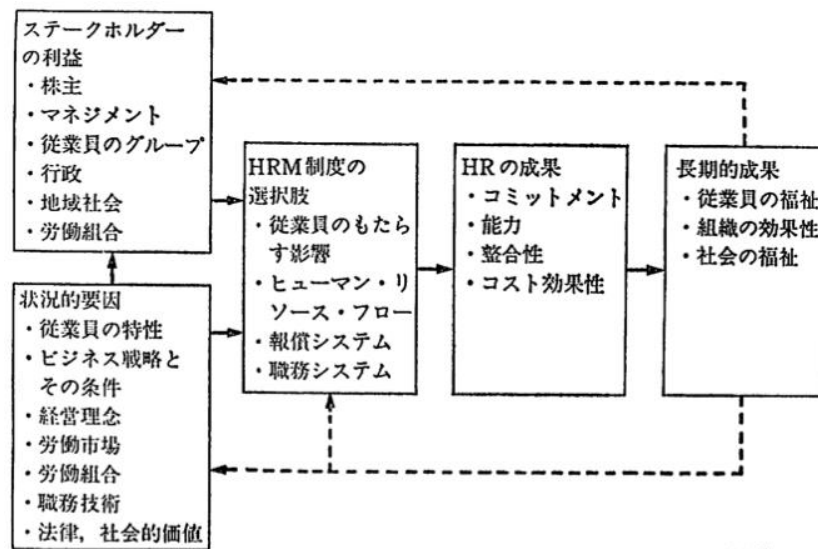 ステークホルダー
の利益
・株主
・マネジメント
・従業員のグループ
・行政
・地域社会
・労働組合
状況的要因
・従業員の特性
・ビジネス戦略と
その条件
・経営理念
・労働市場
・労働組合
・職務技術
・法律，社会的価値
HRM制度の
選択肢
・従業員のもたら
す影響
・ヒューマン・リ
ソース・フロー
・報償システム
・職務システム
HRの成果
・コミットメント
・能力
・整合性
・コスト効果性
長期的成果
・従業員の福祉
・組織の効果性
・社会の福祉